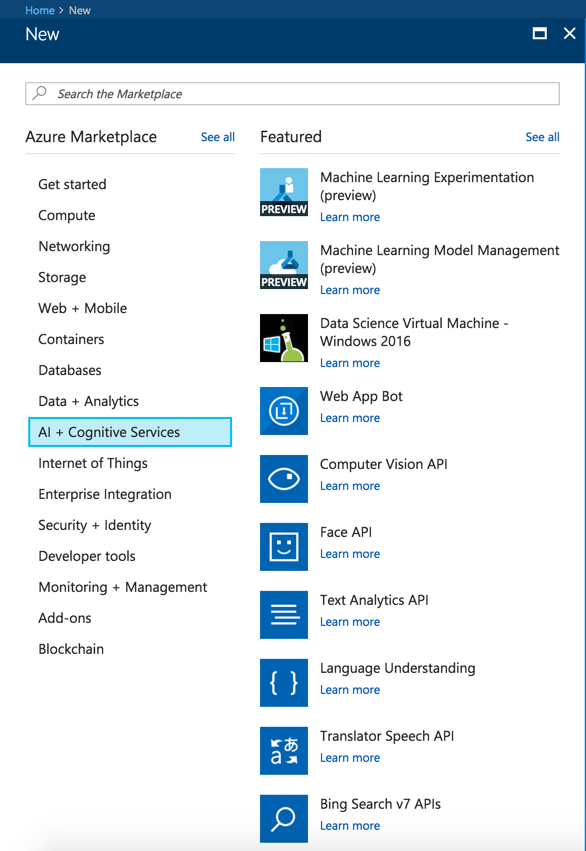 Home > New
New
Search the Marketplace
Azure Marketplace
See all
Get started
Compute
Networking
Storage
Web + Mobile
Containers
Databases
Data + Analytics
AI + Cognitive Services
Internet of Things
Enterprise Integration
Security + Identity
Developer tools
Monitoring + Management
Add-ons
Blockchain
Featured
See all
PREVIEW
Machine Learning Experimentation
(preview)
Learn more
PREVIEW
Machine Learning Model Management
(preview)
Learn more
Data Science Virtual Machine -
Windows 2016
Learn more
Web App Bot
Learn more
Computer Vision API
Learn more
Face API
Learn more
Text Analytics API
Learn more
{ }
Language Understanding
Learn more
あ
a
Translator Speech API
Learn more
Bing Search v7 APIs
Learn more